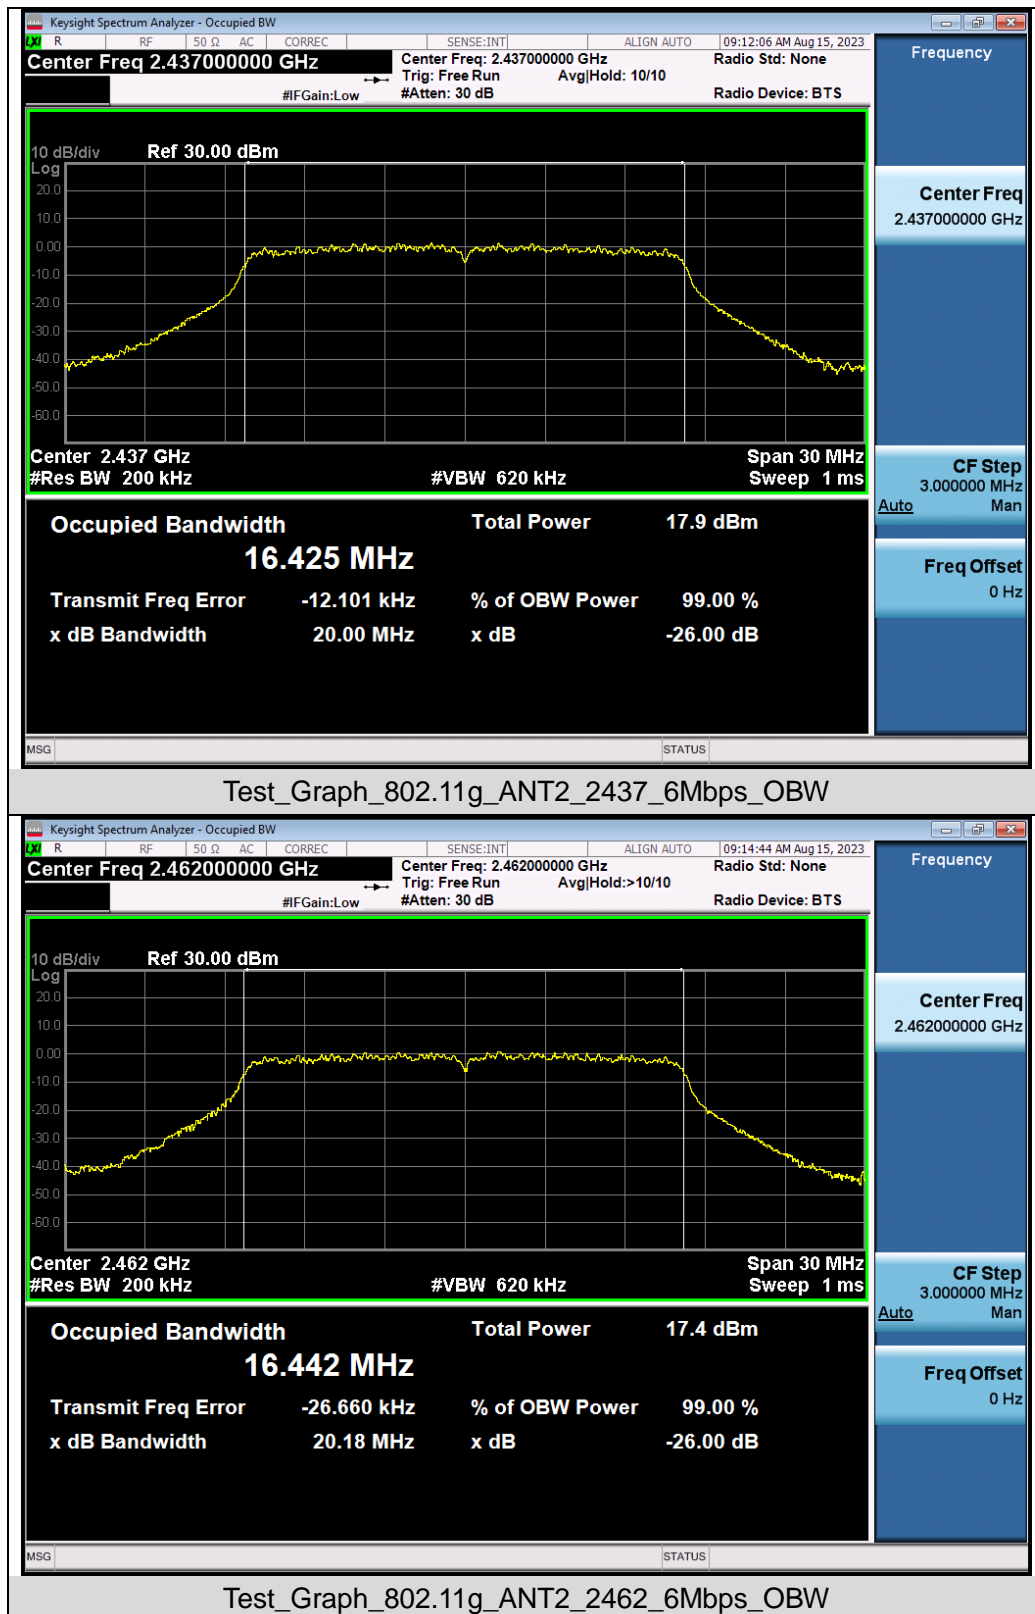 Keysight Spectrum Analyzer - Occupied BW
LXI R RF 50 Ω AC CORREC SENSE:INT ALIGN AUTO 09:12:06 AM Aug 15, 2023
Center Freq 2.437000000 GHz
Center Freq: 2.437000000 GHz
Radio Std: None
Trig: Free Run Avg|Hold: 10/10
#IFGain:Low
#Atten: 30 dB
Radio Device: BTS
10 dB/div Ref 30.00 dBm
Log
20.0
10.0
0.00
-10.0
-20.0
-30.0
-40.0
-50.0
-60.0
Center 2.437 GHz Span 30 MHz
#Res BW 200 kHz #VBW 620 kHz Sweep 1 ms
Occupied Bandwidth Total Power 17.9 dBm
16.425 MHz
Transmit Freq Error -12.101 kHz % of OBW Power 99.00 %
x dB Bandwidth 20.00 MHz x dB -26.00 dB
MSG STATUS
Frequency
Center Freq
2.437000000 GHz
CF Step
3.000000 MHz
Auto Man
Freq Offset
0 Hz
Test_Graph_802.11g_ANT2_2437_6Mbps_OBW
Keysight Spectrum Analyzer - Occupied BW
LXI R RF 50 Ω AC CORREC SENSE:INT ALIGN AUTO 09:14:44 AM Aug 15, 2023
Center Freq 2.462000000 GHz
Center Freq: 2.462000000 GHz
Radio Std: None
Trig: Free Run Avg|Hold:>10/10
#IFGain:Low
#Atten: 30 dB
Radio Device: BTS
10 dB/div Ref 30.00 dBm
Log
20.0
10.0
0.00
-10.0
-20.0
-30.0
-40.0
-50.0
-60.0
Center 2.462 GHz Span 30 MHz
#Res BW 200 kHz #VBW 620 kHz Sweep 1 ms
Occupied Bandwidth Total Power 17.4 dBm
16.442 MHz
Transmit Freq Error -26.660 kHz % of OBW Power 99.00 %
x dB Bandwidth 20.18 MHz x dB -26.00 dB
MSG STATUS
Frequency
Center Freq
2.462000000 GHz
CF Step
3.000000 MHz
Auto Man
Freq Offset
0 Hz
Test_Graph_802.11g_ANT2_2462_6Mbps_OBW